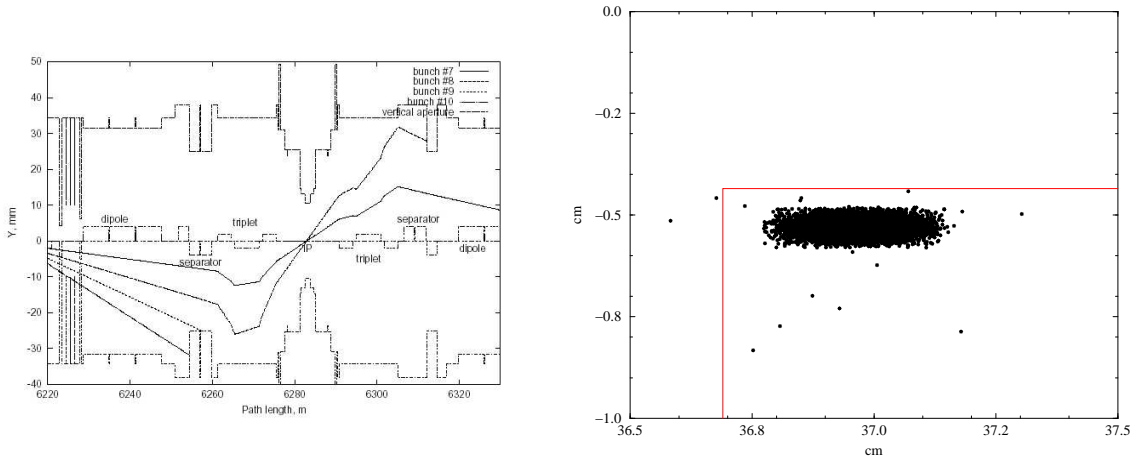 50
40
30
20
10
0
-10
-20
-30
-40
Y, mm
bunch #7
bunch #8
bunch #9
bunch #10
vertical aperture
dipole
triplet
separator
separator
IP
triplet
dipole
6220
6240
6260
6280
6300
6320
Path length, m
0.0
−0.2
−0.5
−0.8
−1.0
cm
36.5
36.8
37.0
37.2
37.5
cm